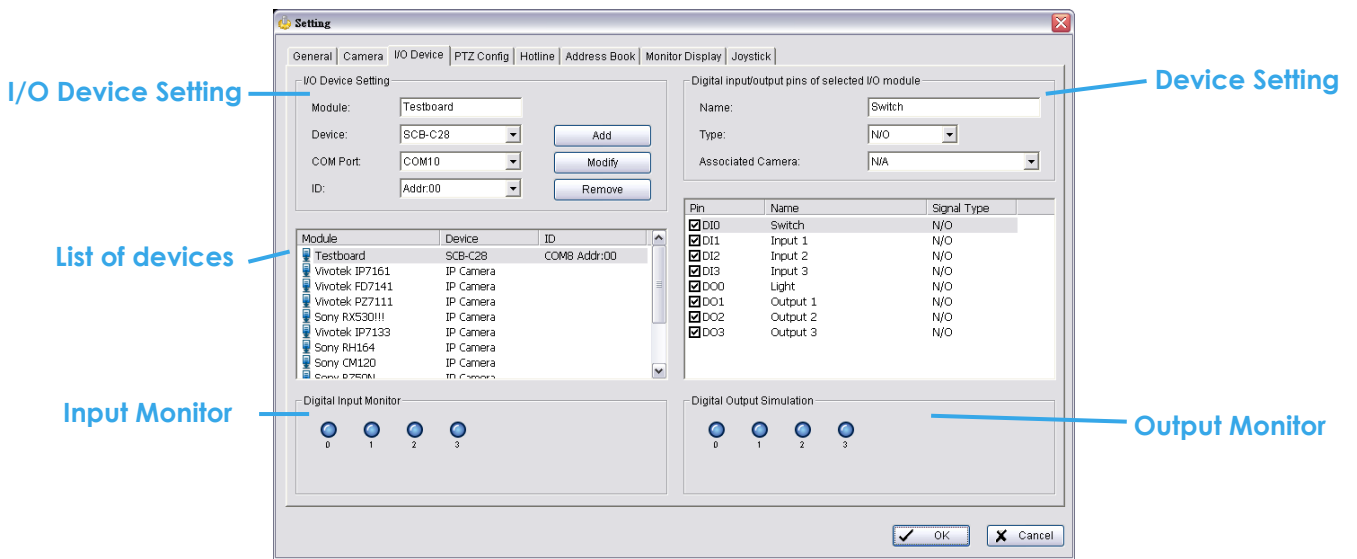 Setting
General Camera I/O Device PTZ Config Hotline Address Book Monitor Display Joystick
I/O Device Setting
I/O Device Setting
Module: Testboard
Device: SCB-C28 Add
COM Port: COM10 Modify
ID: Addr:00 Remove
Digital input/output pins of selected I/O module
Device Setting
Name: Switch
Type: N/O
Associated Camera: N/A
List of devices
Module Device ID
Testboard SCB-C28 COM8 Addr:00
Vivotek IP7161 IP Camera
Vivotek FD7141 IP Camera
Vivotek PZ7111 IP Camera
Sony RX530!!! IP Camera
Vivotek IP7133 IP Camera
Sony RH164 IP Camera
Sony CM120 IP Camera
Sony RZ50N IP Camera
Pin Name Signal Type
DI0 Switch N/O
DI1 Input 1 N/O
DI2 Input 2 N/O
DI3 Input 3 N/O
DO0 Light N/O
DO1 Output 1 N/O
DO2 Output 2 N/O
DO3 Output 3 N/O
Input Monitor
Digital Input Monitor
0 1 2 3
Digital Output Simulation
0 1 2 3
Output Monitor
OK Cancel